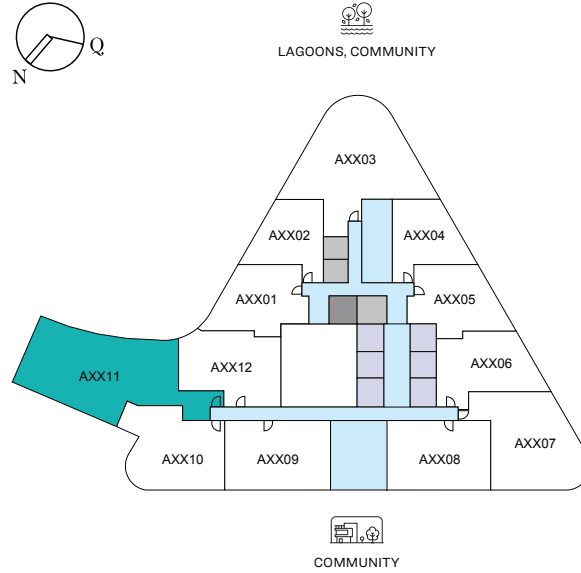 N
Q
LAGOONS, COMMUNITY
AXX03
AXX02
AXX04
AXX01
AXX05
AXX12
AXX06
AXX11
AXX10
AXX09
AXX08
AXX07
COMMUNITY